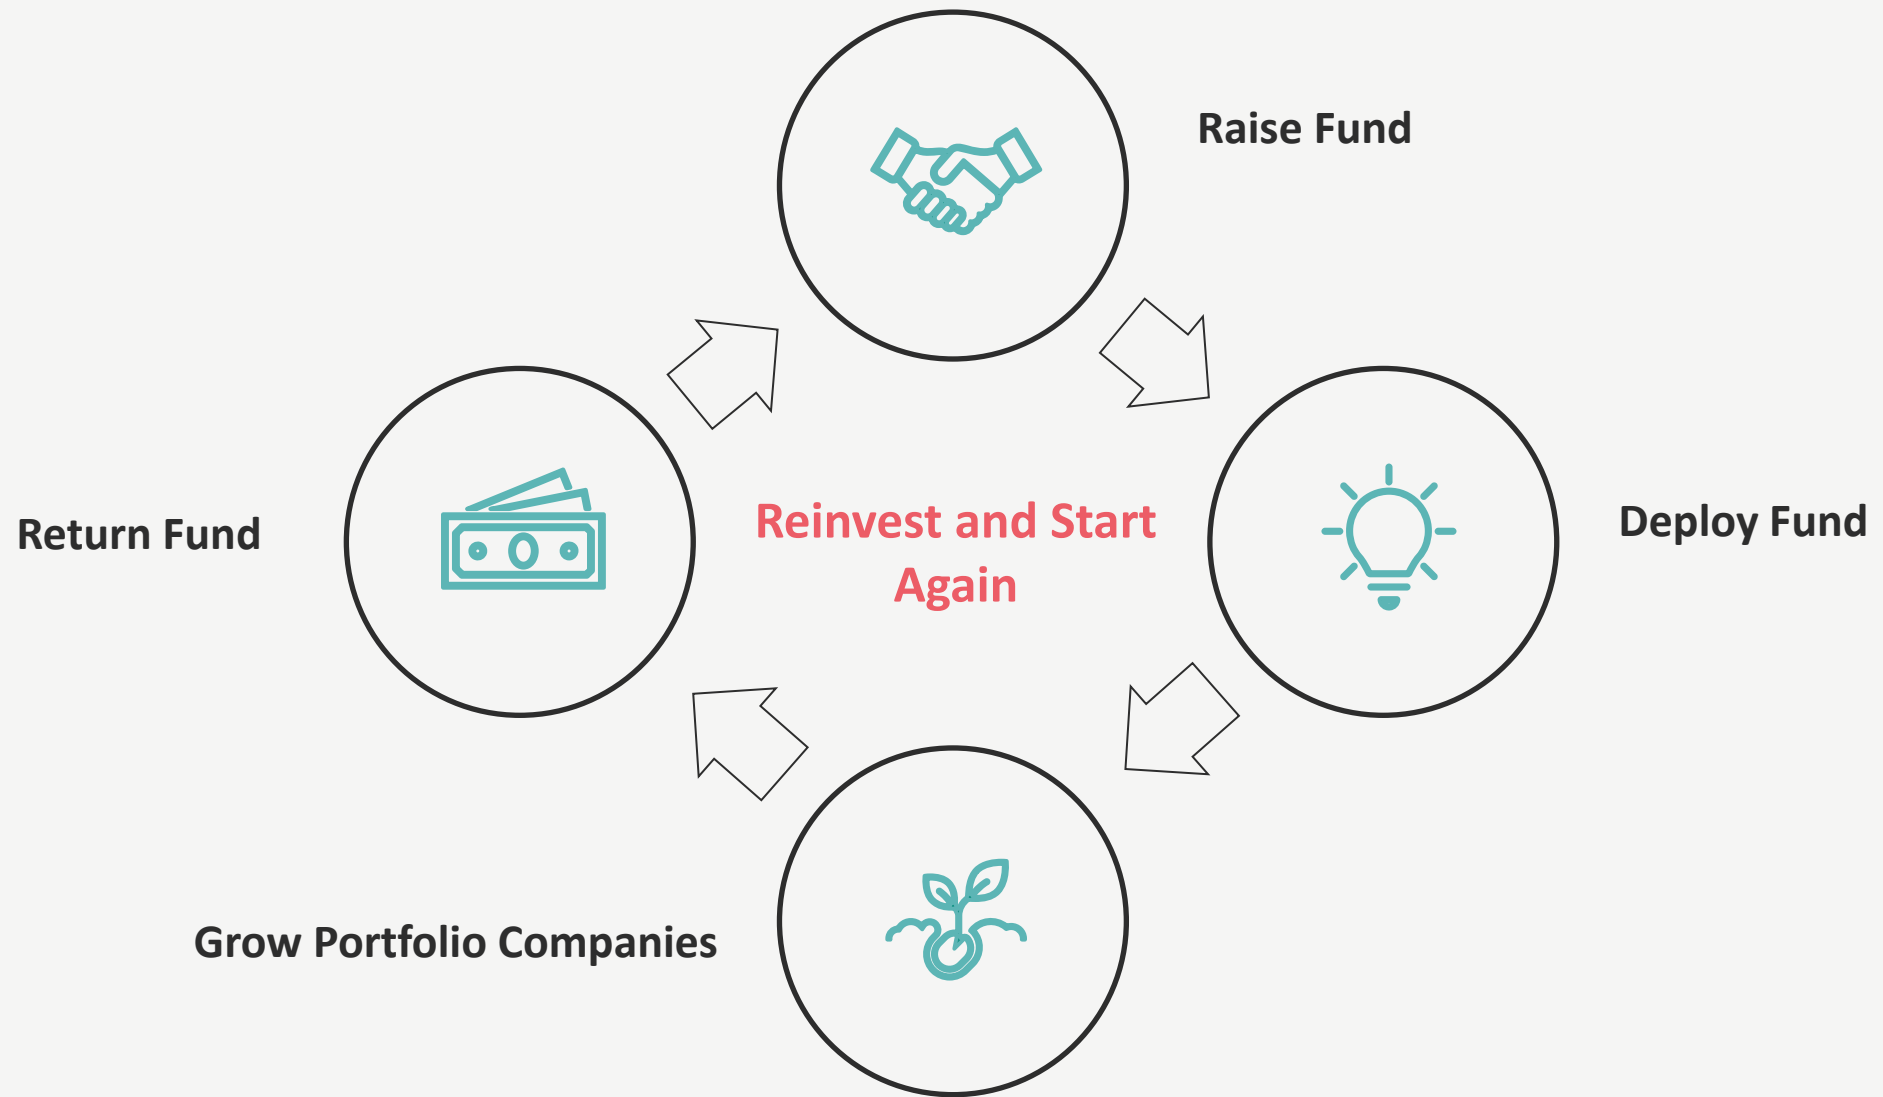 Raise Fund
Return Fund
Reinvest and Start
Again
Deploy Fund
Grow Portfolio Companies